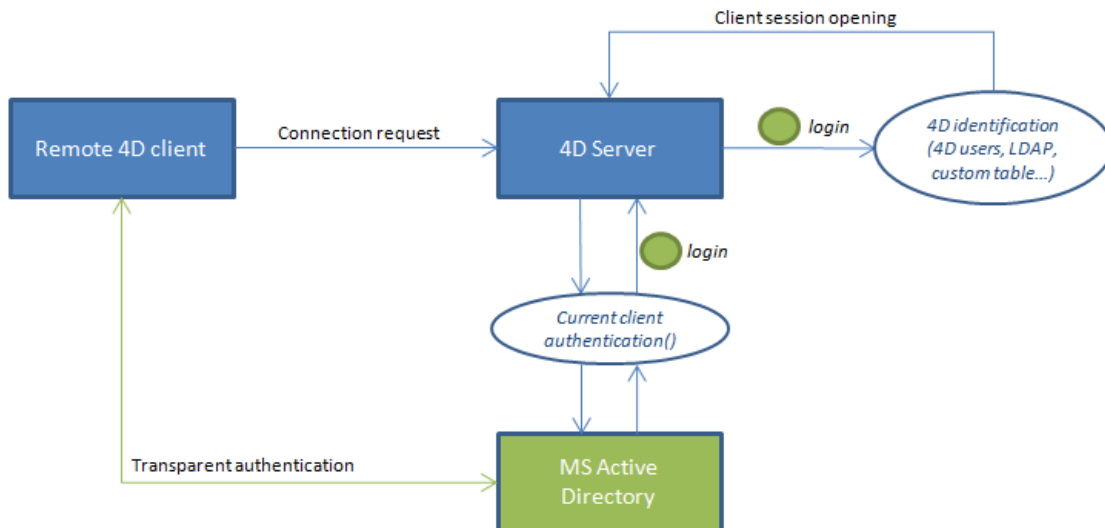 Client session opening
Remote 4D client
Connection request
4D Server
login
4D identification
(4D users, LDAP,
custom table...)
login
Current client
authentication()
Transparent authentication
MS Active
Directory